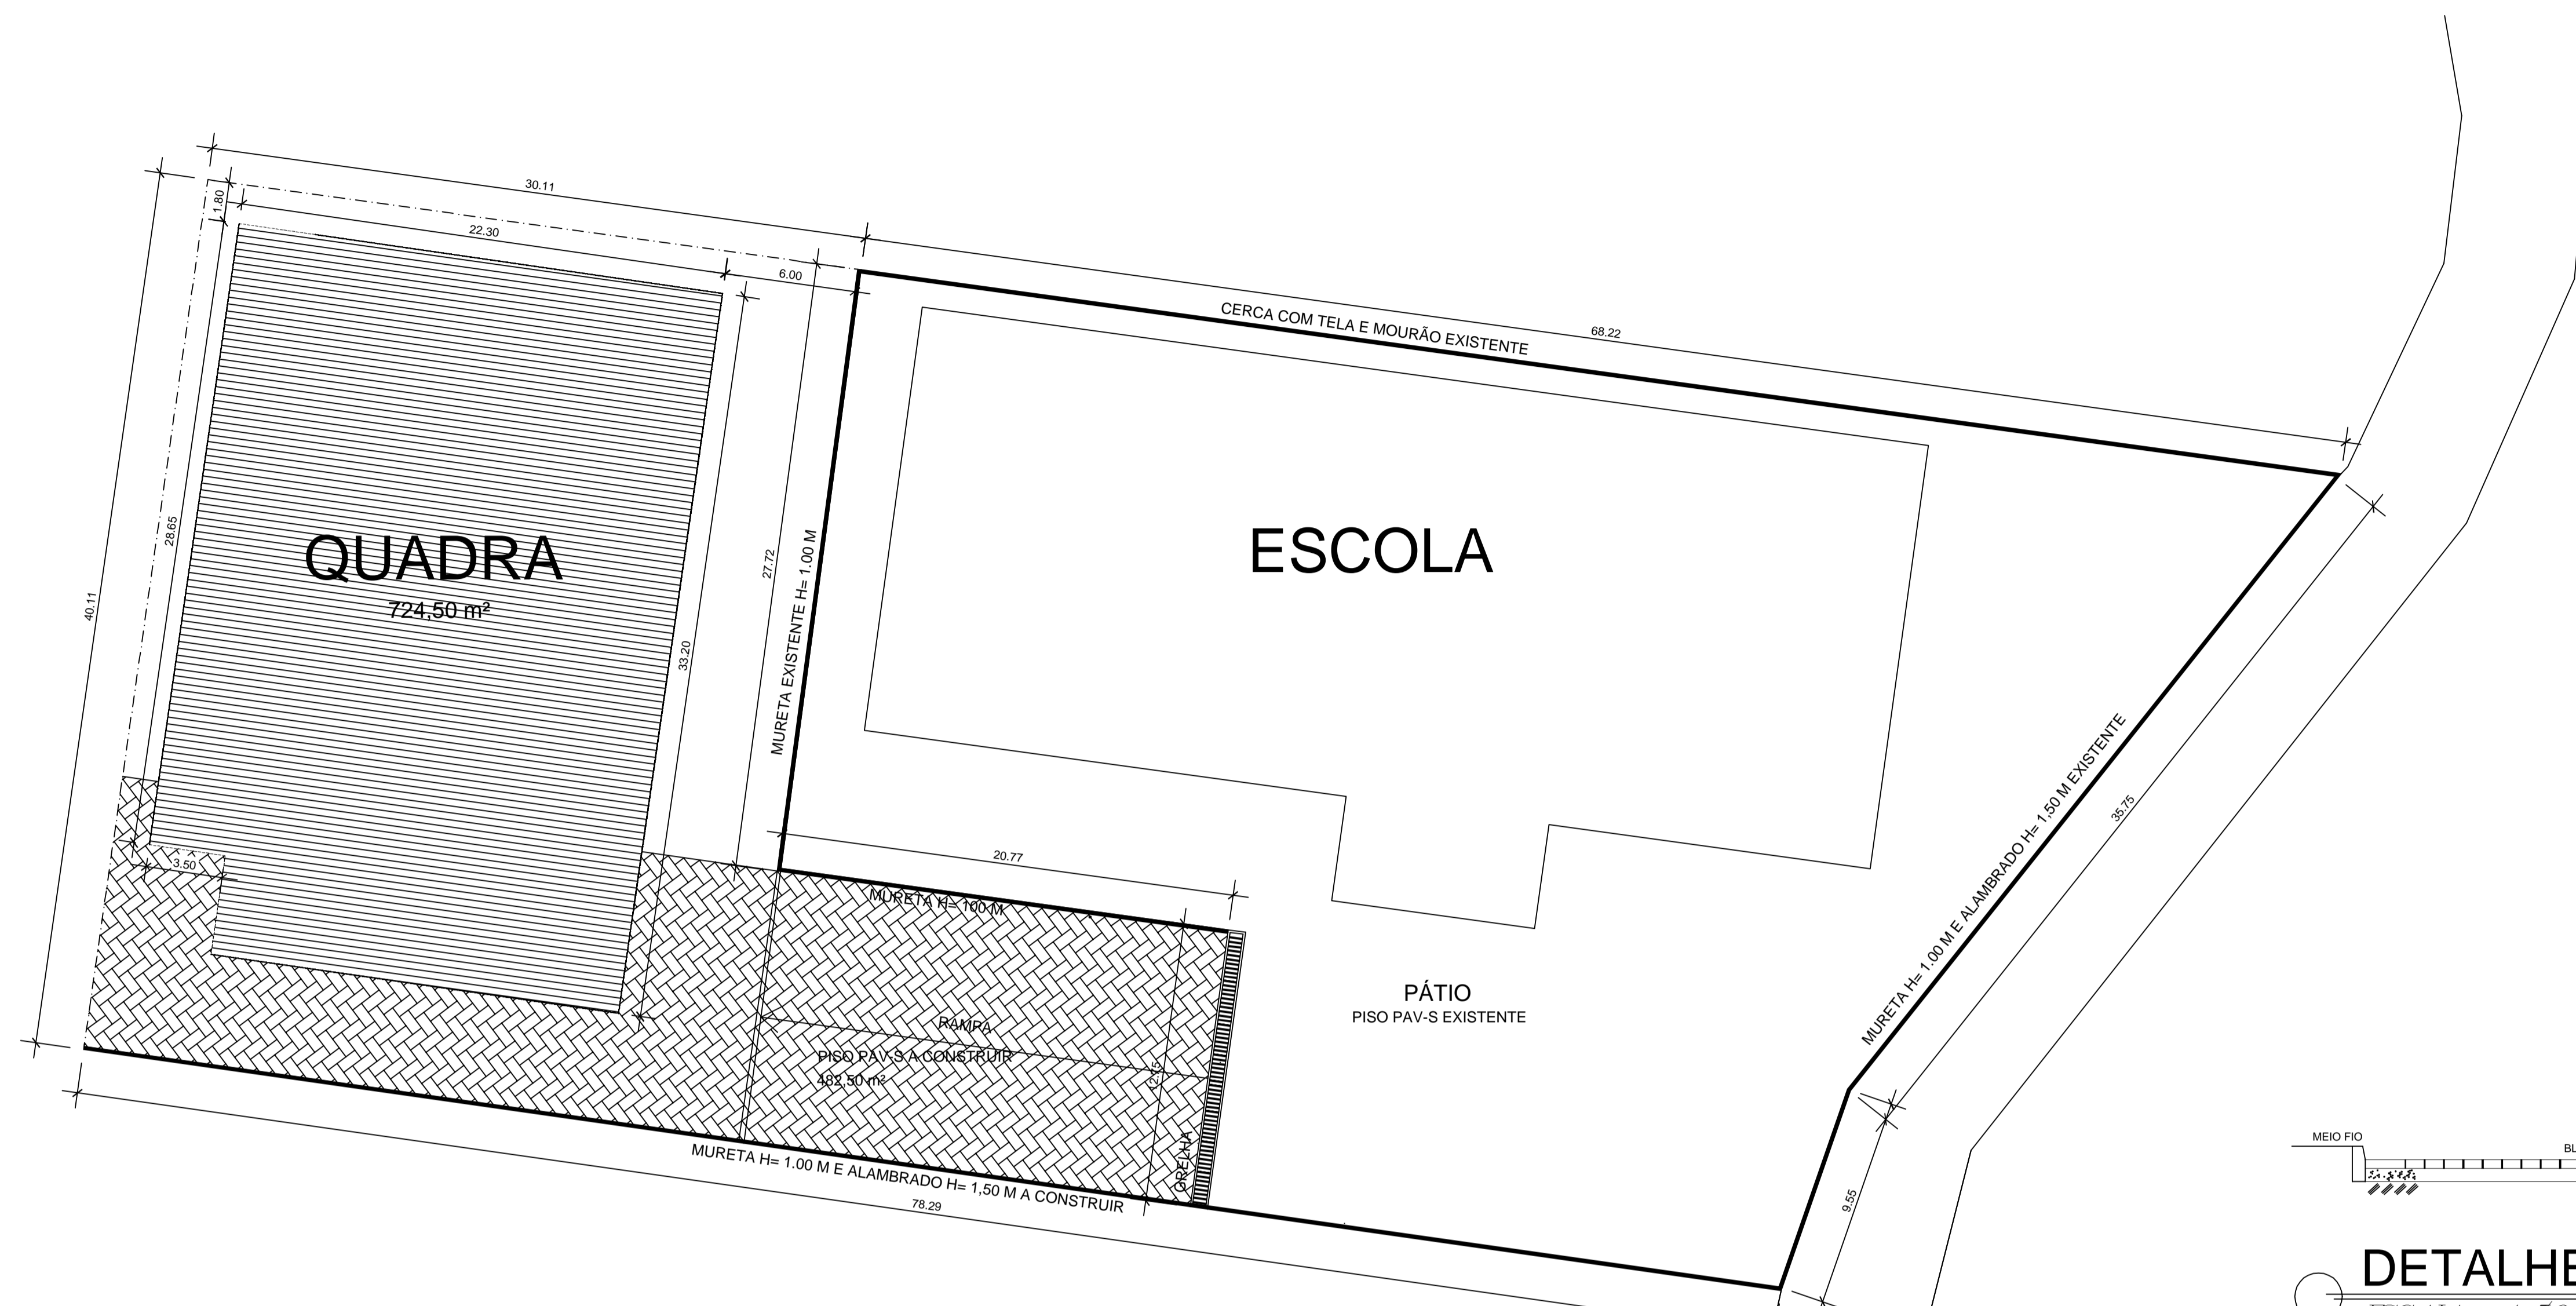 30.11
1.80
22.30
6.00
CERCA COM TELA E MOURÃO EXISTENTE
68.22
QUADRA
724,50 m²
ESCOLA
28.65
40.11
27.72
MURETA EXISTENTE H= 1.00 M
33.20
3.50
20.77
MURETA H= 100 M
MURETA H= 1.00 M E ALAMBRADO H= 1,50 M EXISTENTE
35.75
PÁTIO
PISO PAV-S EXISTENTE
RAMPA
PISO PAV-S A CONSTRUIR
482,50 m²
GRELHA
MURETA H= 1.00 M E ALAMBRADO H= 1,50 M A CONSTRUIR
78.29
9.55
MEIO FIO
BL
DETALHE